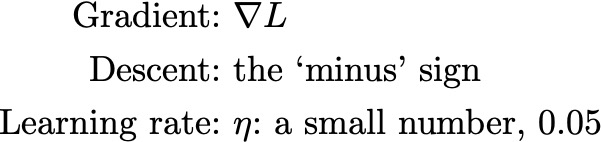 Gradient: ∇L
Descent: the ‘minus’ sign
Learning rate: η: a small number, 0.05